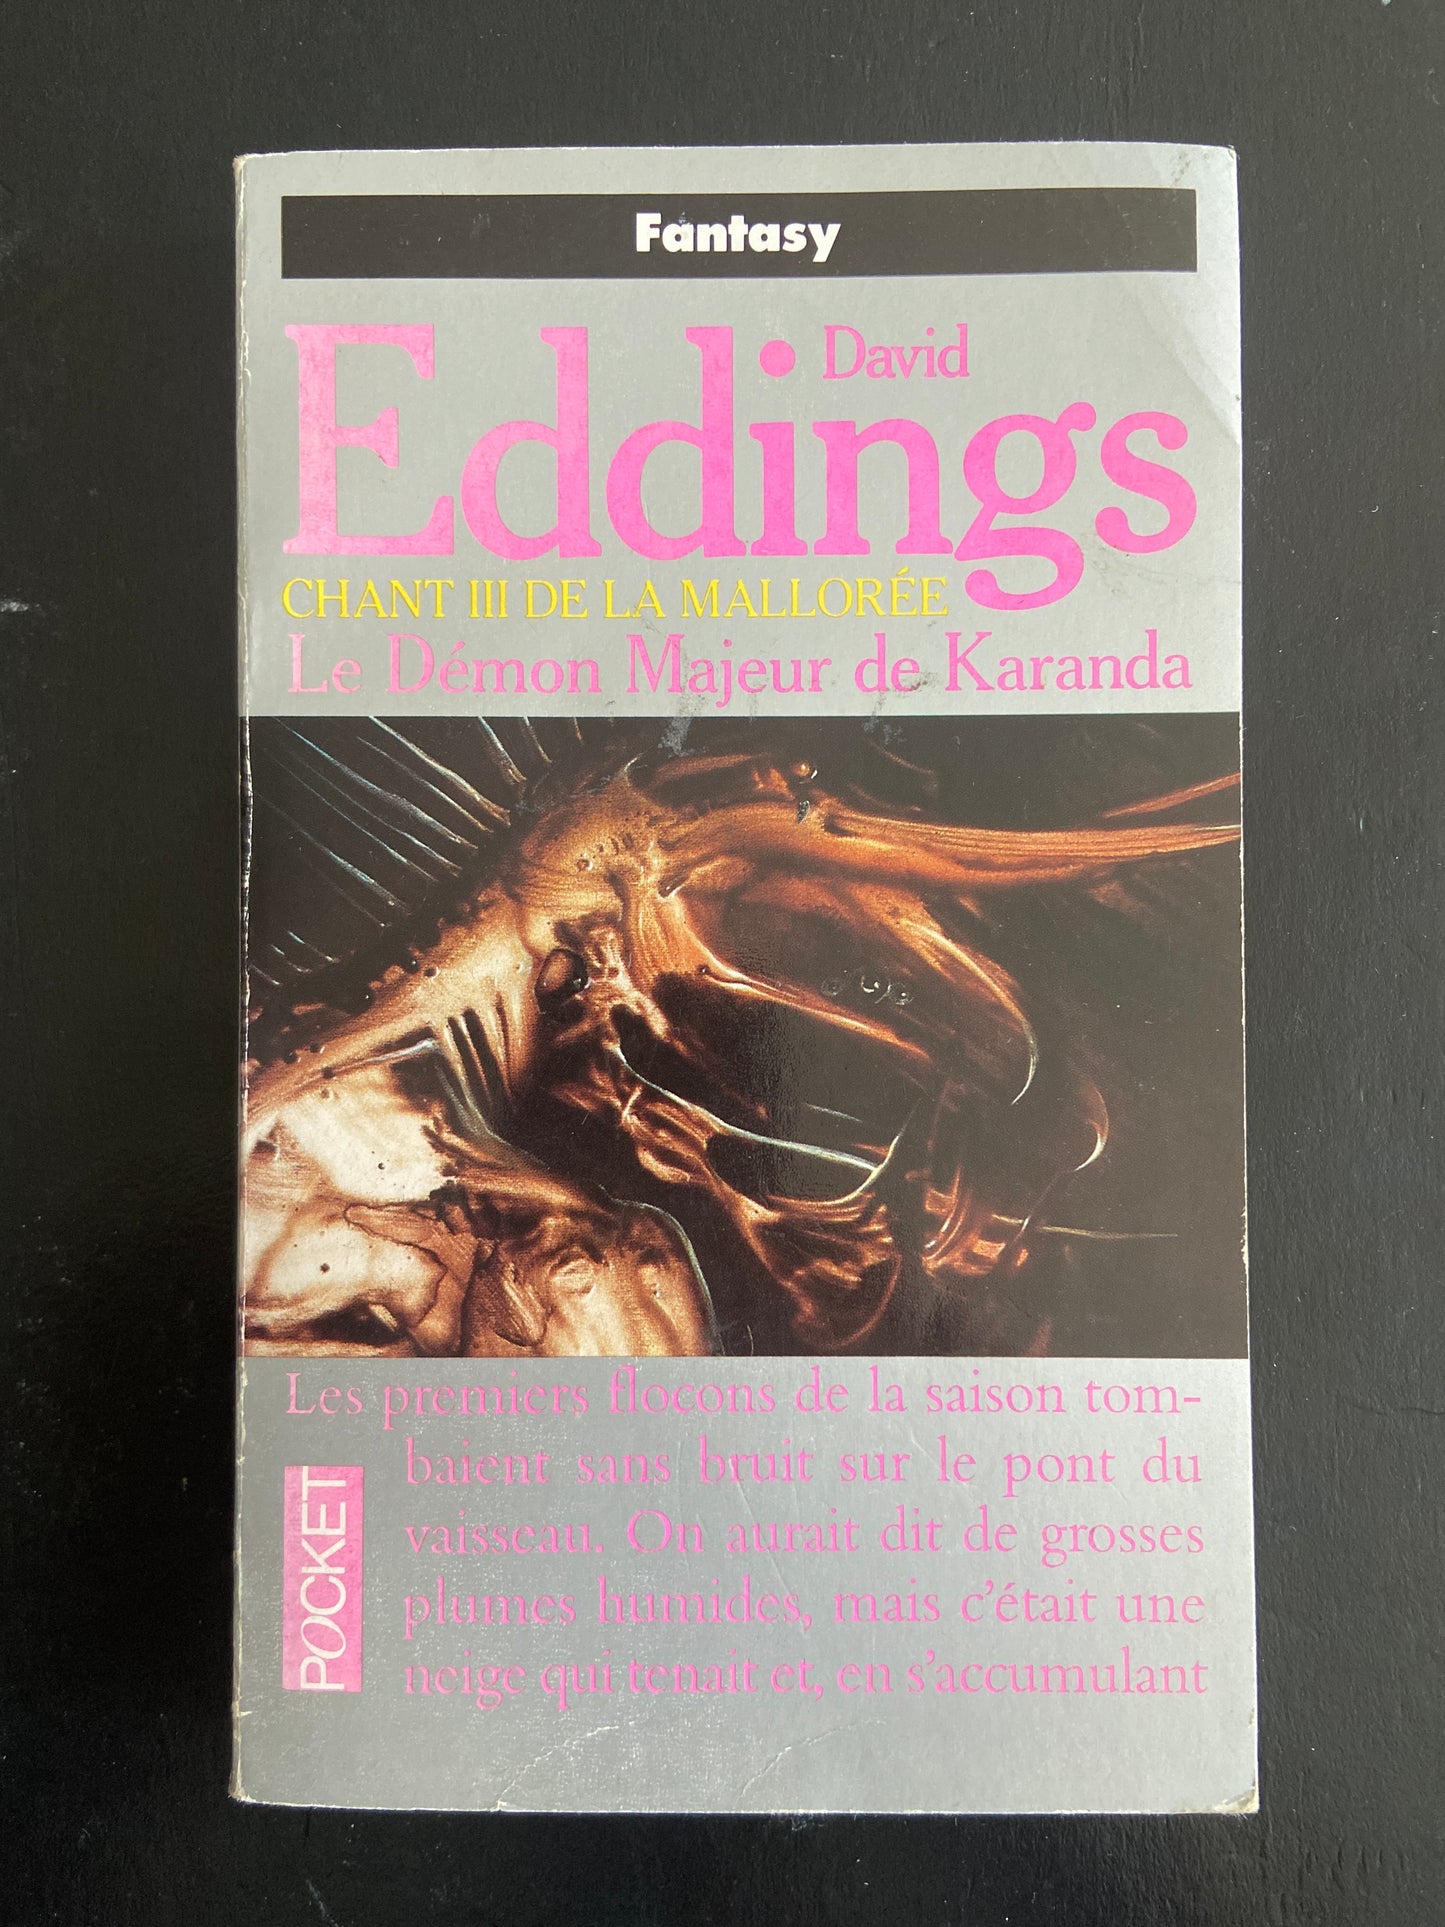 Fantasy
David
Eddings
CHANT III DE LA MALLORÉE
Le Démon Majeur de Karanda
Les premiers flocons de la saison tom-
baient sans bruit sur le pont du
vaisseau. On aurait dit de grosses
plumes humides, mais c'était une
neige qui tenait et, en s'accumulant
POCKET